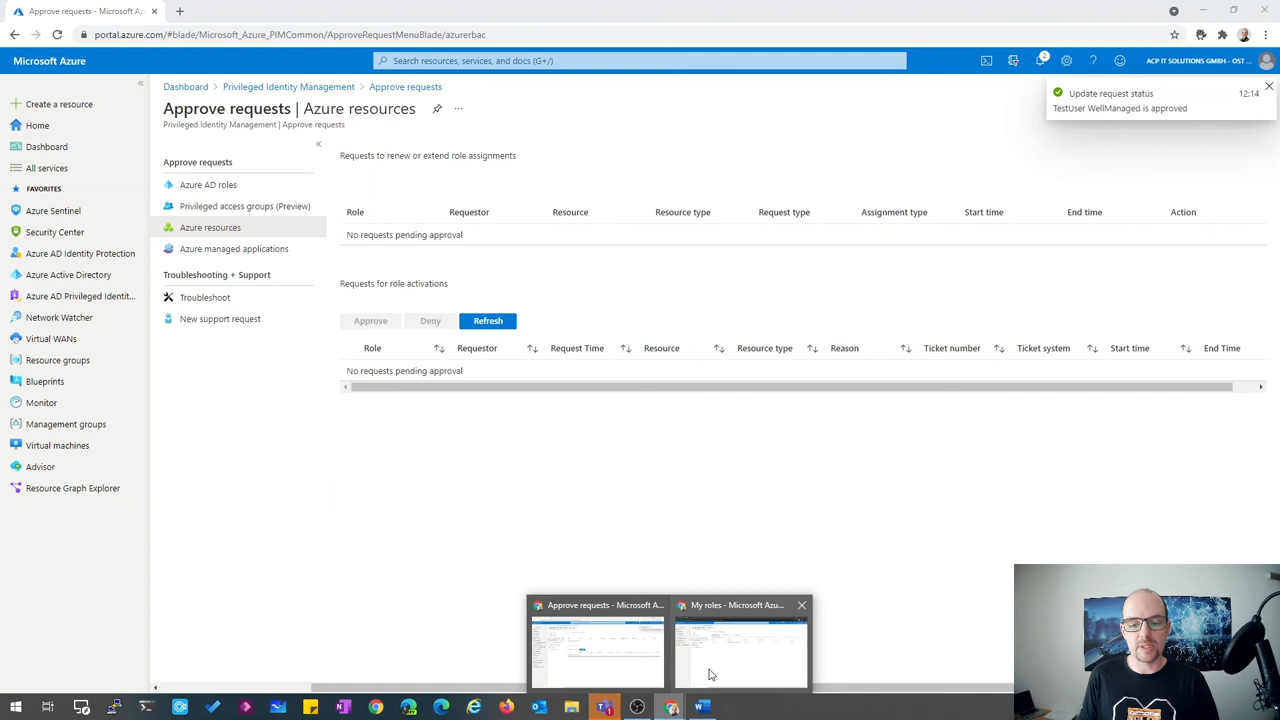 Approve requests - Microsoft Az
portal.azure.com/#blade/Microsoft_Azure_PIMCommon/ApproveRequestMenuBlade/azurerbac
Microsoft Azure
Search resources, services, and docs (G+/)
2
ACP IT SOLUTIONS GMBH - OST ...
Create a resource
Home
Dashboard
All services
FAVORITES
Azure Sentinel
Security Center
Azure AD Identity Protection
Azure Active Directory
Azure AD Privileged Identit...
Network Watcher
Virtual WANs
Resource groups
Blueprints
Monitor
Management groups
Virtual machines
Advisor
Resource Graph Explorer
Dashboard > Privileged Identity Management > Approve requests
Approve requests | Azure resources ...
Privileged Identity Management | Approve requests
Update request status 12:14
TestUser WellManaged is approved
Approve requests
Azure AD roles
Privileged access groups (Preview)
Azure resources
Azure managed applications
Troubleshooting + Support
Troubleshoot
New support request
Requests to renew or extend role assignments
Role Requestor Resource Resource type Request type Assignment type Start time End time Action
No requests pending approval
Requests for role activations
Approve Deny Refresh
Role Requestor Request Time Resource Resource type Reason Ticket number Ticket system Start time End Time
No requests pending approval
Approve requests - Microsoft A...
My roles - Microsoft Azu...